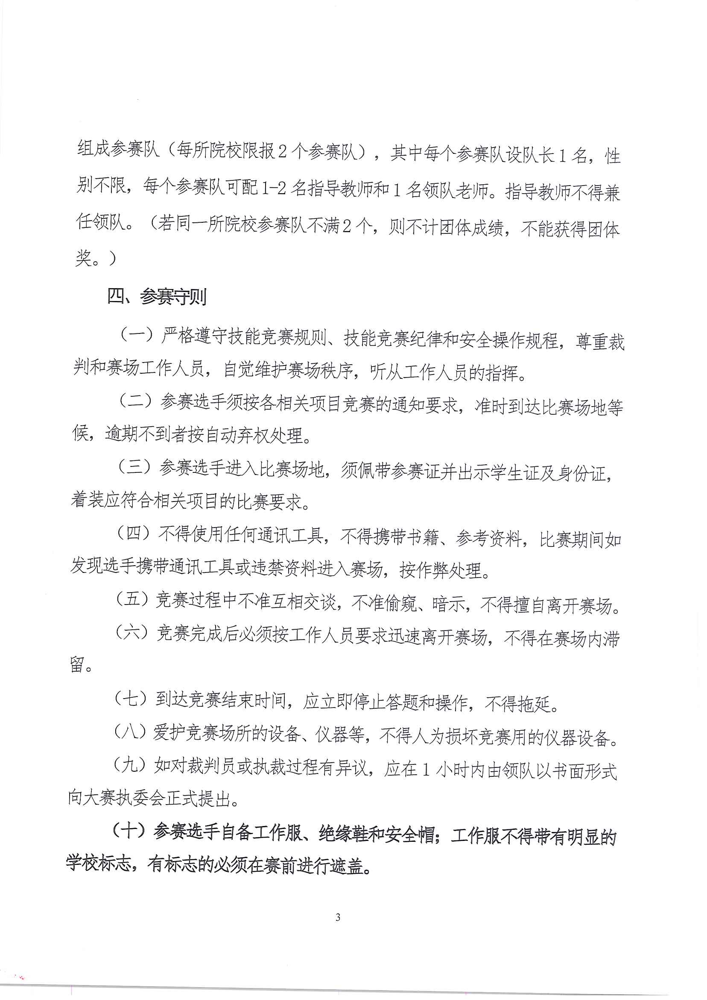 组成参赛队（每所院校限报2个参赛队），其中每个参赛队设队长1名，性
别不限，每个参赛队可配1-2名指导教师和1名领队老师。指导教师不得兼
任领队。（若同一所院校参赛队不满2个，则不计团体成绩，不能获得团体
奖。）
四、参赛守则
（一）严格遵守技能竞赛规则、技能竞赛纪律和安全操作规程，尊重裁
判和赛场工作人员，自觉维护赛场秩序，听从工作人员的指挥。
（二）参赛选手须按各相关项目竞赛的通知要求，准时到达比赛场地等
候，逾期不到者按自动弃权处理。
（三）参赛选手进入比赛场地，须佩带参赛证并出示学生证及身份证，
着装应符合相关项目的比赛要求。
（四）不得使用任何通讯工具，不得携带书籍、参考资料，比赛期间如
发现选手携带通讯工具或违禁资料进入赛场，按作弊处理。
（五）竞赛过程中不准互相交谈，不准偷窥、暗示，不得擅自离开赛场。
（六）竞赛完成后必须按工作人员要求迅速离开赛场，不得在赛场内滞
留。
（七）到达竞赛结束时间，应立即停止答题和操作，不得拖延。
（八）爱护竞赛场所的设备、仪器等，不得人为损坏竞赛用的仪器设备。
（九）如对裁判员或执裁过程有异议，应在1小时内由领队以书面形式
向大赛执委会正式提出。
（十）参赛选手自备工作服、绝缘鞋和安全帽；工作服不得带有明显的
学校标志，有标志的必须在赛前进行遮盖。
3